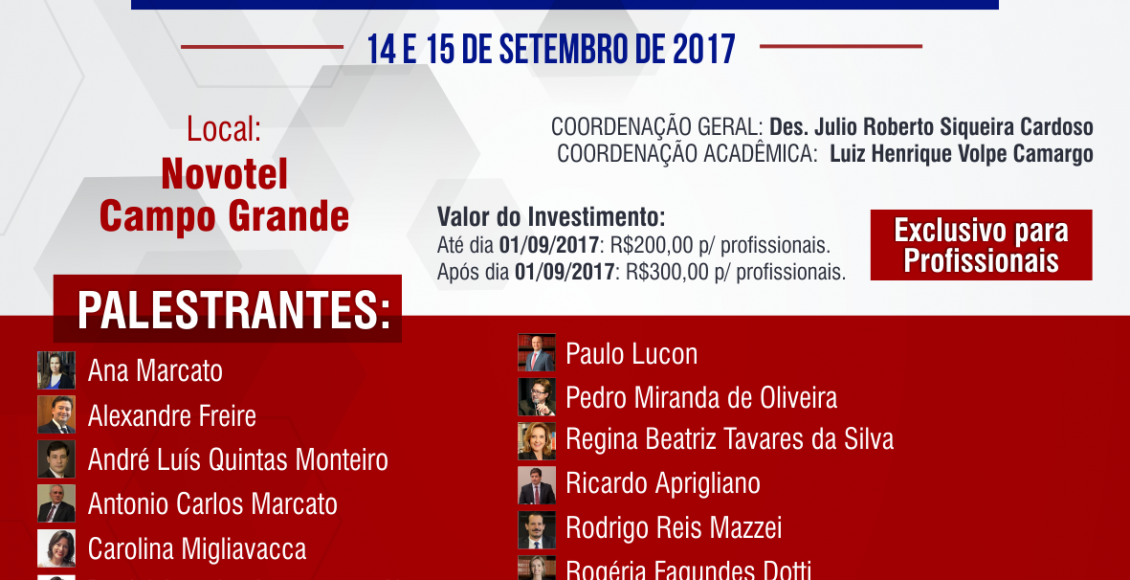 14 E 15 DE SETEMBRO DE 2017
Local:
Novotel
Campo Grande
COORDENAÇÃO GERAL: Des. Julio Roberto Siqueira Cardoso
COORDENAÇÃO ACADÊMICA: Luiz Henrique Volpe Camargo
Valor do Investimento:
Até dia 01/09/2017: R$200,00 p/ profissionais.
Após dia 01/09/2017: R$300,00 p/ profissionais.
Exclusivo para
Profissionais
PALESTRANTES:
Ana Marcato
Alexandre Freire
André Luís Quintas Monteiro
Antonio Carlos Marcato
Carolina Migliavacca
Paulo Lucon
Pedro Miranda de Oliveira
Regina Beatriz Tavares da Silva
Ricardo Aprigliano
Rodrigo Reis Mazzei
Rogéria Fagundes Dotti